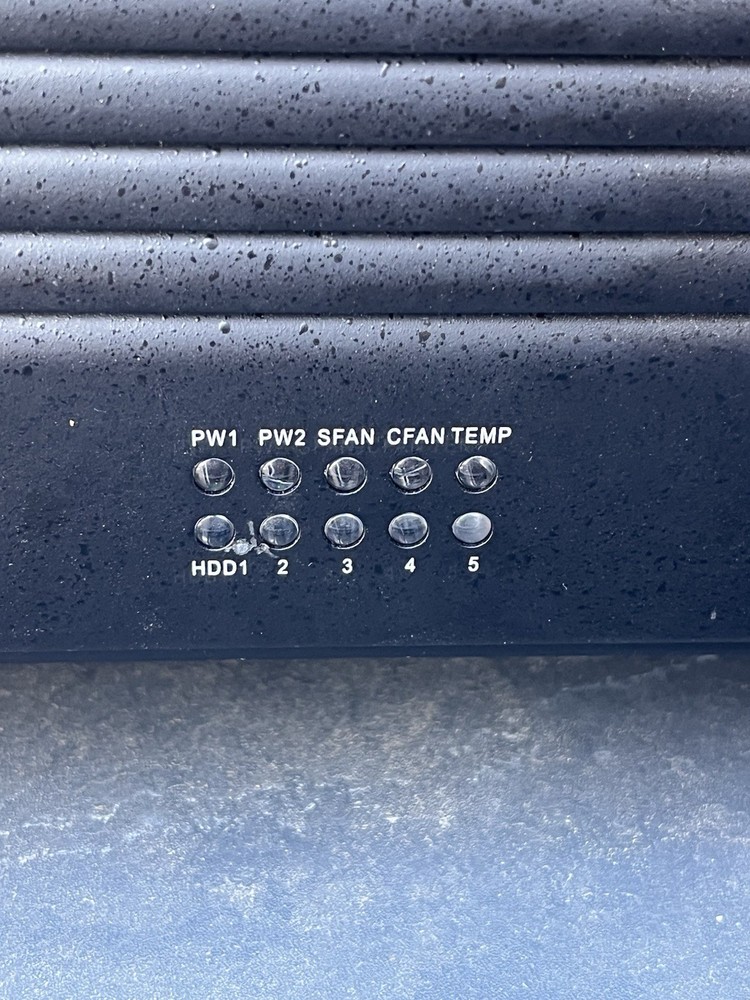 PW1 PW2 SFAN CFAN TEMP
HDD1 2 3 4 5